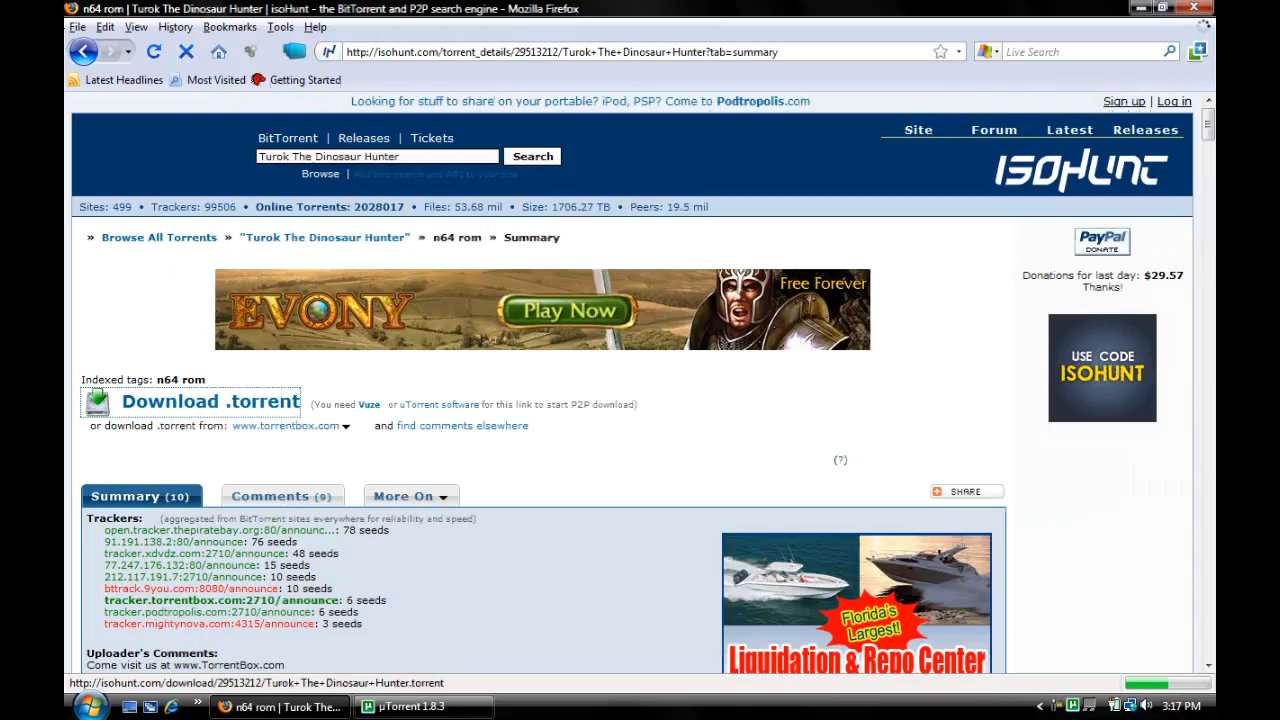 n64 rom | Turok The Dinosaur Hunter | isoHunt - the BitTorrent and P2P search engine - Mozilla Firefox
File Edit View History Bookmarks Tools Help
http://isohunt.com/torrent_details/29513212/Turok+The+Dinosaur+Hunter?tab=summary
Live Search
Latest Headlines Most Visited Getting Started
Looking for stuff to share on your portable? iPod, PSP? Come to Podtropolis.com
Sign up | Log in
BitTorrent | Releases | Tickets
Site Forum Latest Releases
Turok The Dinosaur Hunter Search
isoHunt
Browse |
Sites: 499 • Trackers: 99506 • Online Torrents: 2028017 • Files: 53.68 mil • Size: 1706.27 TB • Peers: 19.5 mil
» Browse All Torrents » "Turok The Dinosaur Hunter" » n64 rom » Summary
PayPal
DONATE
Donations for last day: $29.57
Thanks!
EVONY
Play Now
Free Forever
USE CODE
ISOHUNT
Indexed tags: n64 rom
Download .torrent (You need Vuze or uTorrent software for this link to start P2P download)
or download .torrent from: www.torrentbox.com and find comments elsewhere
(?)
Summary (10) Comments (9) More On
SHARE
Trackers: (aggregated from BitTorrent sites everywhere for reliability and speed)
open.tracker.thepiratebay.org:80/announc...: 78 seeds
91.191.138.2:80/announce: 76 seeds
tracker.xdvdz.com:2710/announce: 48 seeds
77.247.176.132:80/announce: 15 seeds
212.117.191.7:2710/announce: 10 seeds
bttrack.9you.com:8080/announce: 10 seeds
tracker.torrentbox.com:2710/announce: 6 seeds
tracker.podtropolis.com:2710/announce: 6 seeds
tracker.mightynova.com:4315/announce: 3 seeds
Florida's
Largest!
Liquidation & Repo Center
Uploader's Comments:
Come visit us at www.TorrentBox.com
http://isohunt.com/download/29513212/Turok+The+Dinosaur+Hunter.torrent
n64 rom | Turok The... µTorrent 1.8.3
3:17 PM